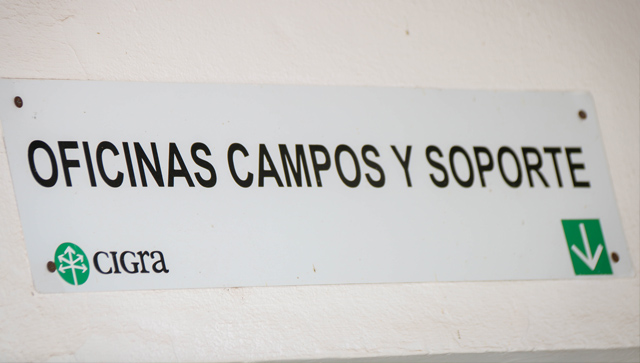 OFICINAS CAMPOS Y SOPORTE
CIGra